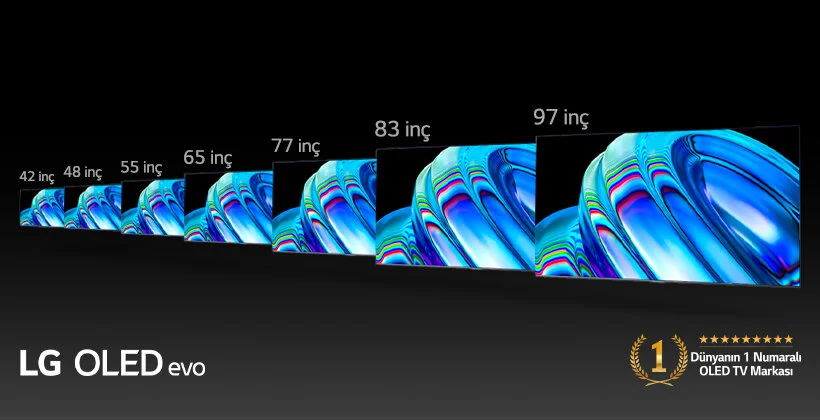 42 inç
48 inç
55 inç
65 inç
77 inç
83 inç
97 inç
LG OLED evo
1
Dünyanın 1 Numaralı
OLED TV Markası